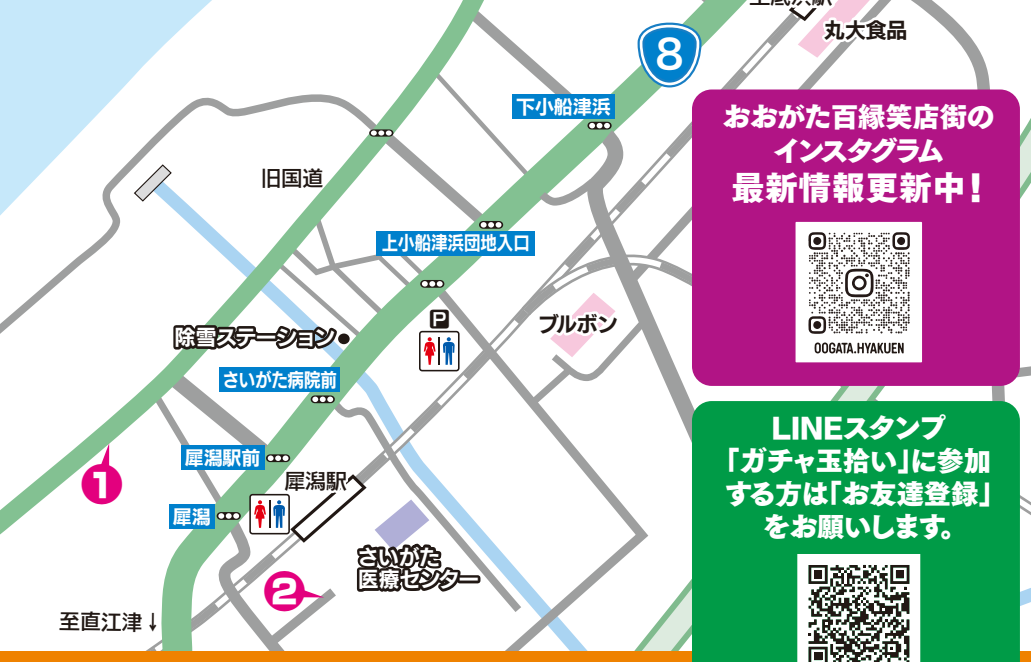 丸大食品
8
下小船津浜
おおがた百縁笑店街の
インスタグラム
最新情報更新中！
OOGATA.HYAKUEN
旧国道
上小船津浜団地入口
P
ブルボン
除雪ステーション
さいがた病院前
LINEスタンプ
「ガチャ玉拾い」に参加
する方は「お友達登録」
をお願いします。
犀潟駅前
犀潟駅
1
犀潟
さいがた
医療センター
2
至直江津↓